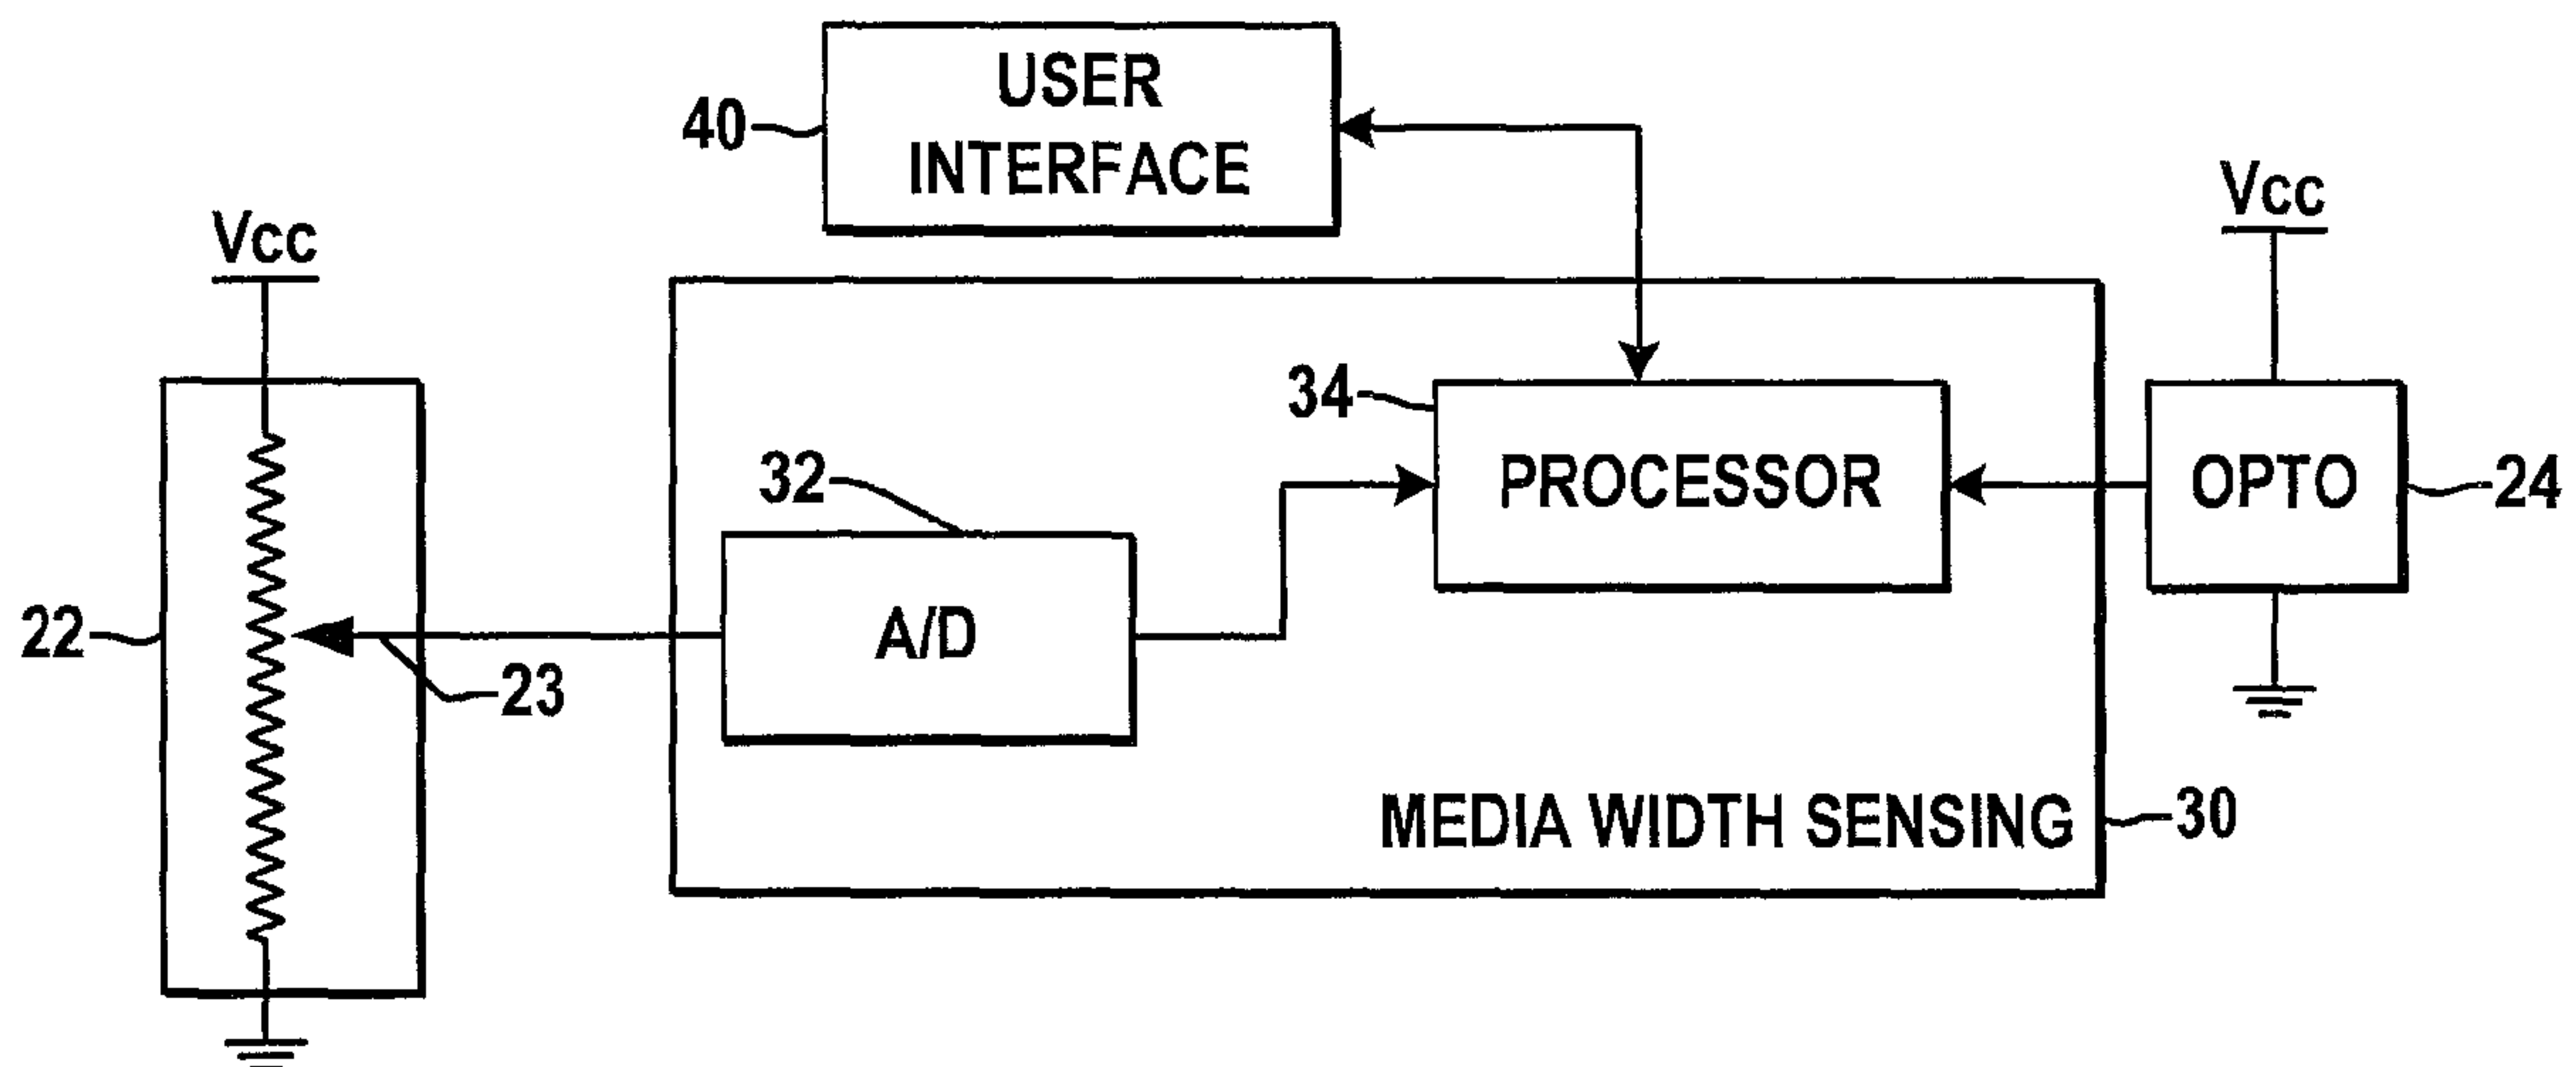 USER
INTERFACE
40
Vcc
Vcc
34
PROCESSOR
OPTO
24
32
A/D
22
23
MEDIA WIDTH SENSING
30